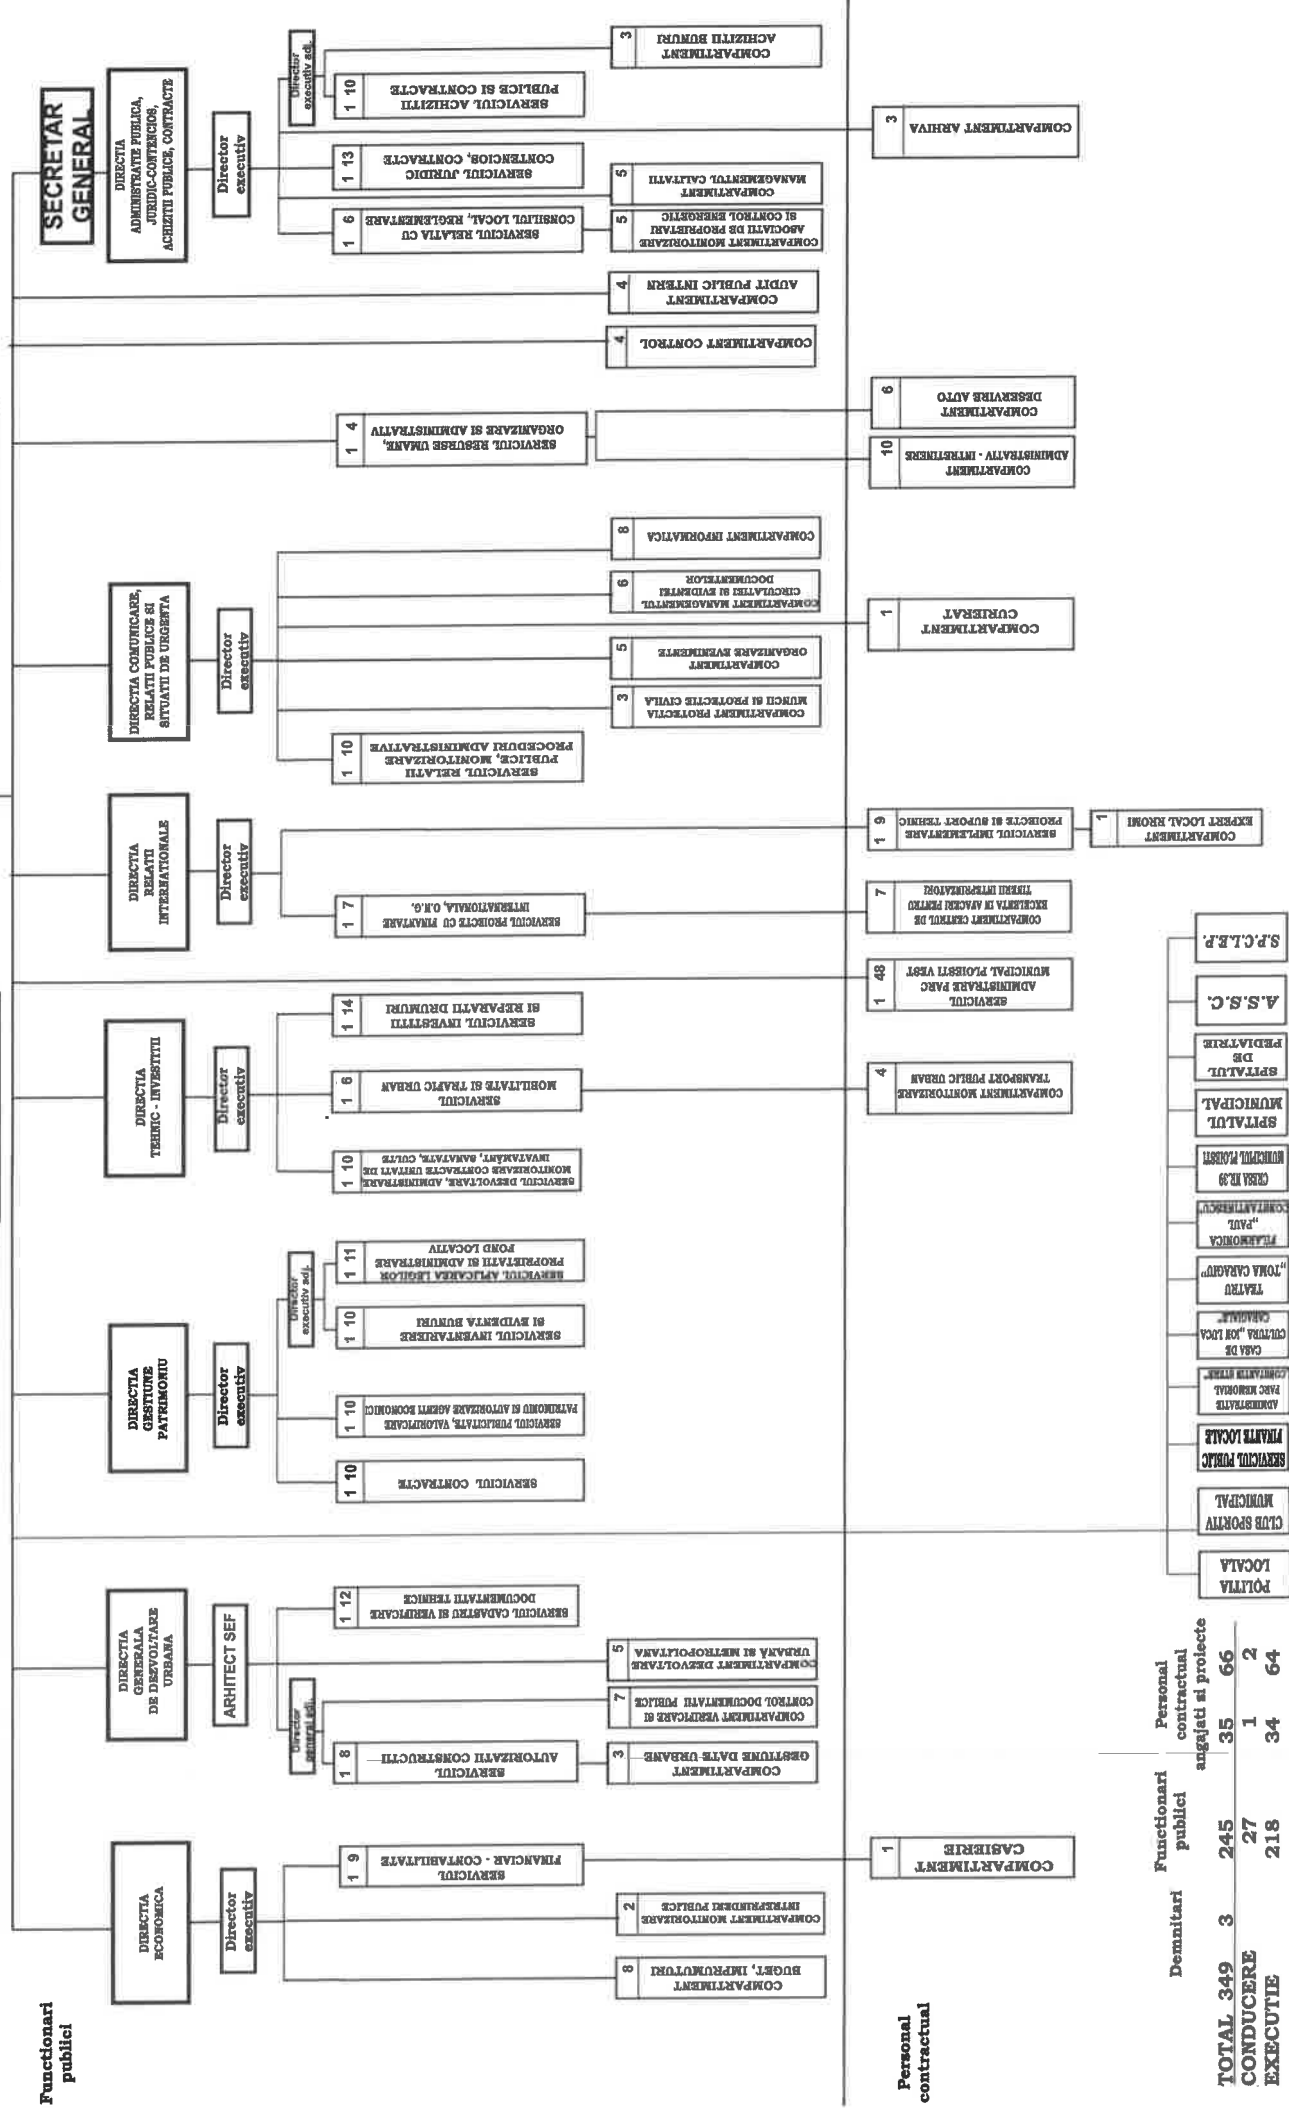 Functionari
publici
DIRECTIA
ECONOMICA
Director
executiv
8
COMPARTIMENT
BUGET, IMPRUMUTURI
2
COMPARTIMENT MONITORIZARE
INTREPRINDERI PUBLICE
1 9
SERVICIUL
FINANCIAR - CONTABILITATE
DIRECTIA
GENERALA
DE DEZVOLTARE
URBANA
ARHITECT SEF
Director
general adj.
1 8
SERVICIUL
AUTORIZATII CONSTRUCTII
3
COMPARTIMENT
GESTIUNE DATE URBANE
7
COMPARTIMENT VERIFICARE SI
CONTROL DOCUMENTATII PUBLICE
5
COMPARTIMENT DEZVOLTARE
URBANĂ SI METROPOLITANA
1 12
SERVICIUL CADASTRU SI VERIFICARE
DOCUMENTATII TEHNICE
DIRECTIA
GESTIUNE
PATRIMONIU
Director
executiv
1 10
SERVICIUL CONTRACTE
1 10
SERVICIUL PUBLICITATE, VALORIFICARE
PATRIMONIU SI AUTORIZARE AGENTI ECONOMICI
Director
executiv adj.
1 10
SERVICIUL INVENTARIERE
SI EVIDENTA BUNURI
1 11
SERVICIUL APLICAREA LEGILOR
PROPRIETATII SI ADMINISTRARE
FOND LOCATIV
DIRECTIA
TEHNIC - INVESTITII
Director
executiv
1 10
SERVICIUL DEZVOLTARE, ADMINISTRARE
MONITORIZARE CONTRACTE UNITATI DE
INVATAMÂNT, SANATATE, CULTE
1 6
SERVICIUL
MOBILITATE SI TRAFIC URBAN
1 14
SERVICIUL INVESTITII
SI REPARATII DRUMURI
DIRECTIA
RELATII
INTERNATIONALE
Director
executiv
1 7
SERVICIUL PROIECTE CU FINANTARE
INTERNATIONALA, O.N.G.
DIRECTIA COMUNICARE,
RELATII PUBLICE SI
SITUATII DE URGENTA
Director
executiv
1 10
SERVICIUL RELATII
PUBLICE, MONITORIZARE
PROCEDURI ADMINISTRATIVE
3
COMPARTIMENT PROTECTIA
MUNCII SI PROTECTIE CIVILA
5
COMPARTIMENT
ORGANIZARE EVENIMENTE
6
COMPARTIMENT MANAGEMENTUL
CIRCULATIEI SI EVIDENTEI
DOCUMENTELOR
8
COMPARTIMENT INFORMATICA
1 4
SERVICIUL RESURSE UMANE,
ORGANIZARE SI ADMINISTRATIV
4
COMPARTIMENT CONTROL
4
COMPARTIMENT
AUDIT PUBLIC INTERN
SECRETAR
GENERAL
DIRECTIA
ADMINISTRATIE PUBLICA,
JURIDIC-CONTENCIOS,
ACHIZITII PUBLICE, CONTRACTE
Director
executiv
1 6
SERVICIUL RELATIA CU
CONSILIUL LOCAL, REGLEMENTARE
5
COMPARTIMENT MONITORIZARE
ASOCIATII DE PROPRIETARI
SI CONTROL ENERGETIC
5
COMPARTIMENT
MANAGEMENTUL CALITATII
1 13
SERVICIUL JURIDIC
CONTENCIOS, CONTRACTE
Director
executiv adj.
1 10
SERVICIUL ACHIZITII
PUBLICE SI CONTRACTE
3
COMPARTIMENT
ACHIZITII BUNURI
Personal
contractual
1
COMPARTIMENT
CASIERIE
4
COMPARTIMENT MONITORIZARE
TRANSPORT PUBLIC URBAN
1 48
SERVICIUL
ADMINISTRARE PARC
MUNICIPAL PLOIESTI VEST
7
COMPARTIMENT CENTRUL DE
EXCELENTA IN AFACERI PENTRU
TINERII INTREPRINZATORI
1 9
SERVICIUL IMPLEMENTARE
PROIECTE SI SUPORT TEHNIC
1
COMPARTIMENT
EXPERT LOCAL RROMI
1
COMPARTIMENT
CURIERAT
10
COMPARTIMENT
ADMINISTRATIV - INTRETINERE
6
COMPARTIMENT
DESERVIRE AUTO
3
COMPARTIMENT ARHIVA
POLITIA
LOCALA
CLUB SPORTIV
MUNICIPAL
SERVICIUL PUBLIC
FINANTE LOCALE
ADMINISTRATIE
PARC MEMORIAL
"CONSTANTIN STERE"
CASA DE
CULTURA „ION LUCA
CARAGIALE"
TEATRU
„TOMA CARAGIU"
FILARMONICA
„PAUL
CONSTANTINESCU"
CRESA NR.39
MUNICIPIUL PLOIESTI
SPITALUL
MUNICIPAL
SPITALUL
DE
PEDIATRIE
A.S.S.C.
S.P.C.L.E.P.
Demnitari Functionari publici Personal contractual angajati si proiecte
TOTAL 349 3 245 35 66
CONDUCERE 27 1 2
EXECUTIE 218 34 64